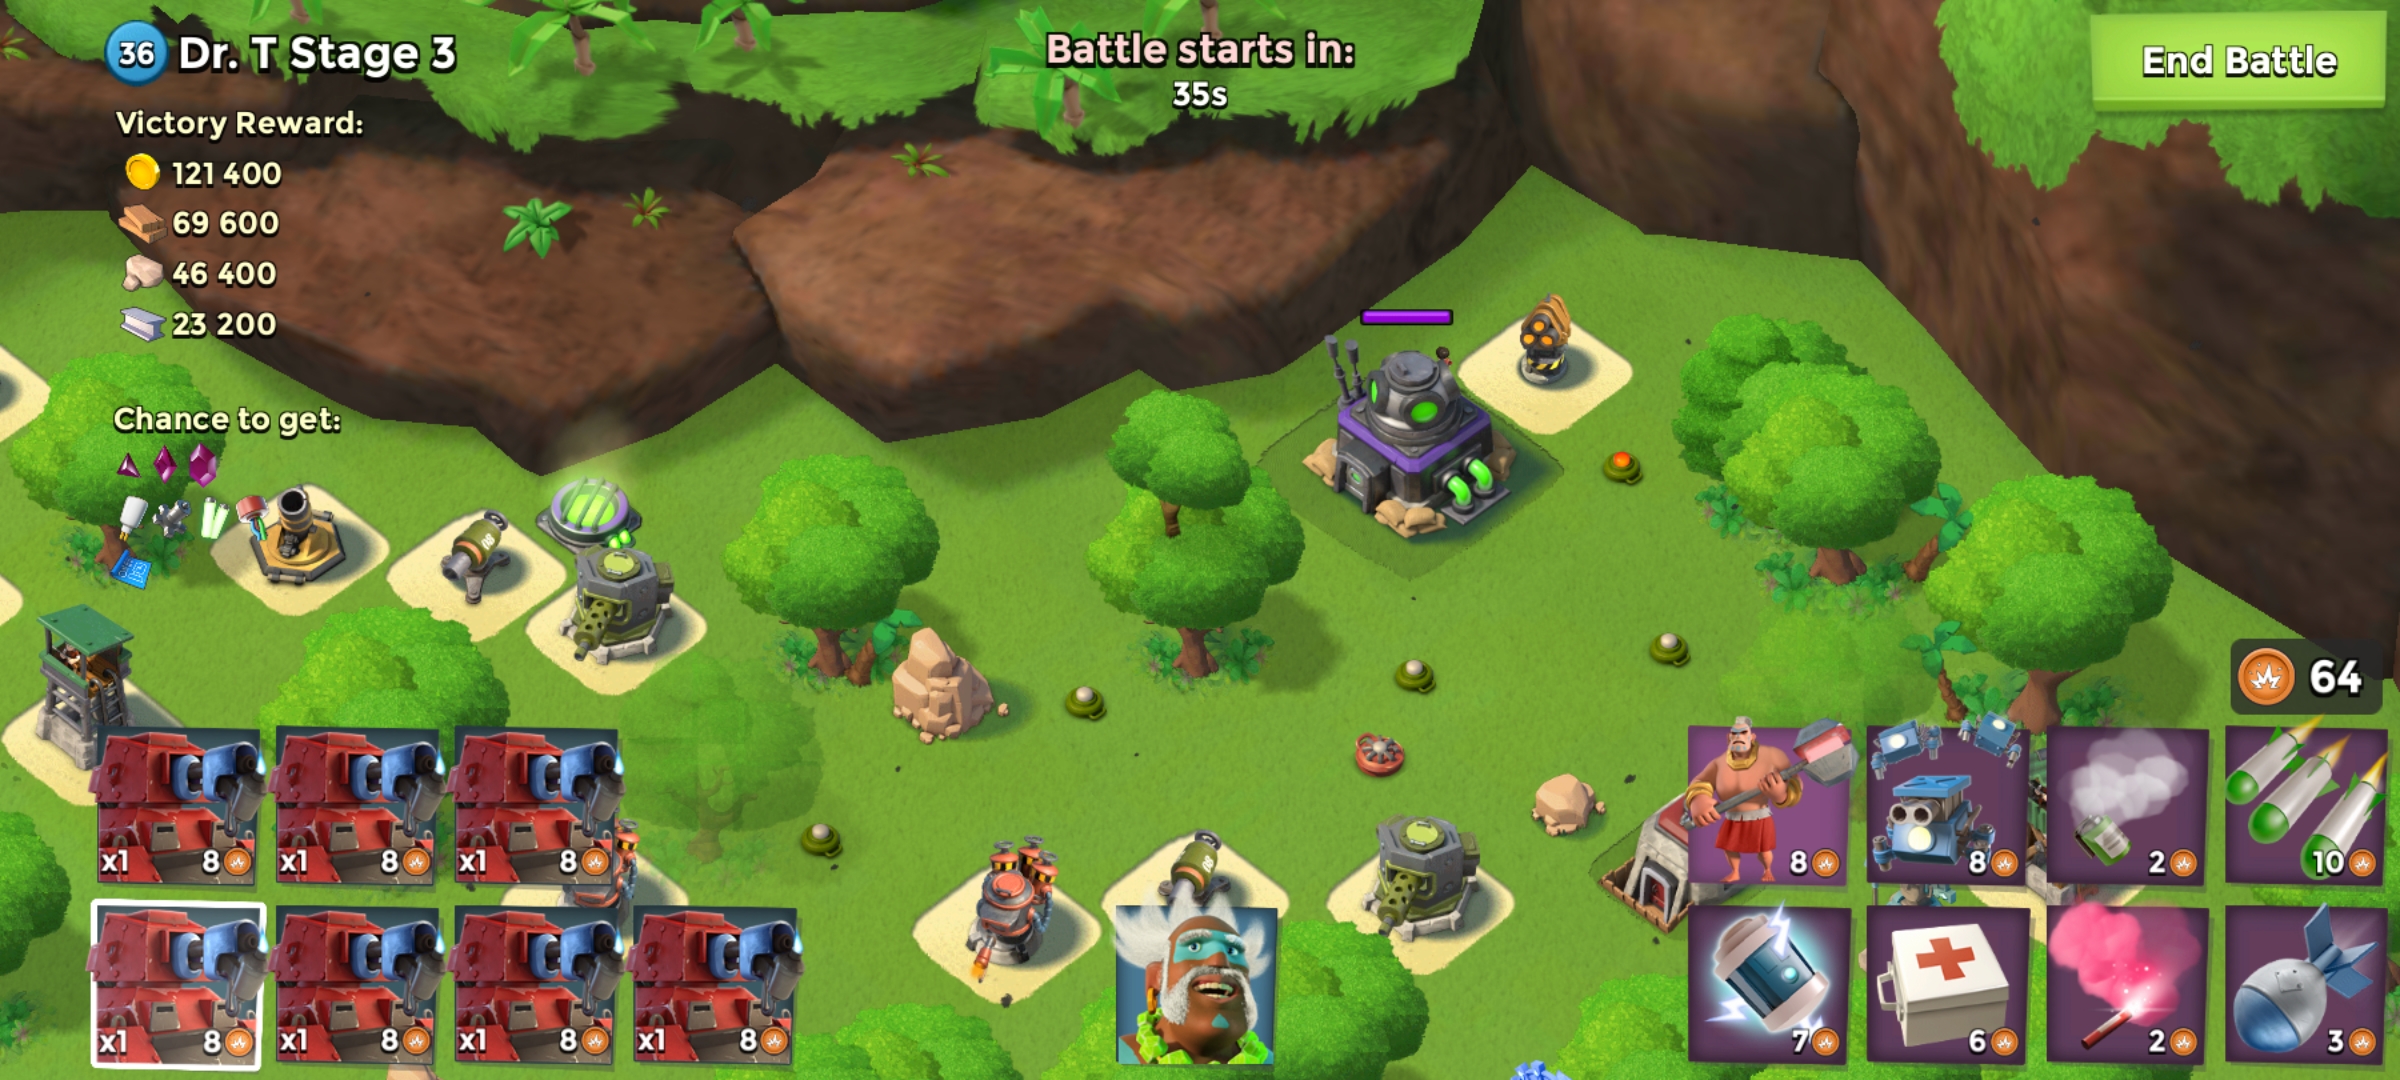 36 Dr. T Stage 3
Battle starts in:
35s
End Battle
Victory Reward:
121 400
69 600
46 400
23 200
Chance to get:
64
x1 8
x1 8
x1 8
8
8
2
10
x1 8
x1 8
x1 8
x1 8
7
6
2
3